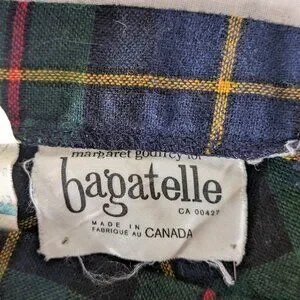 margaret godfrey for
bagatelle
CA 00427
MADE IN
FABRIQUÉ AU CANADA